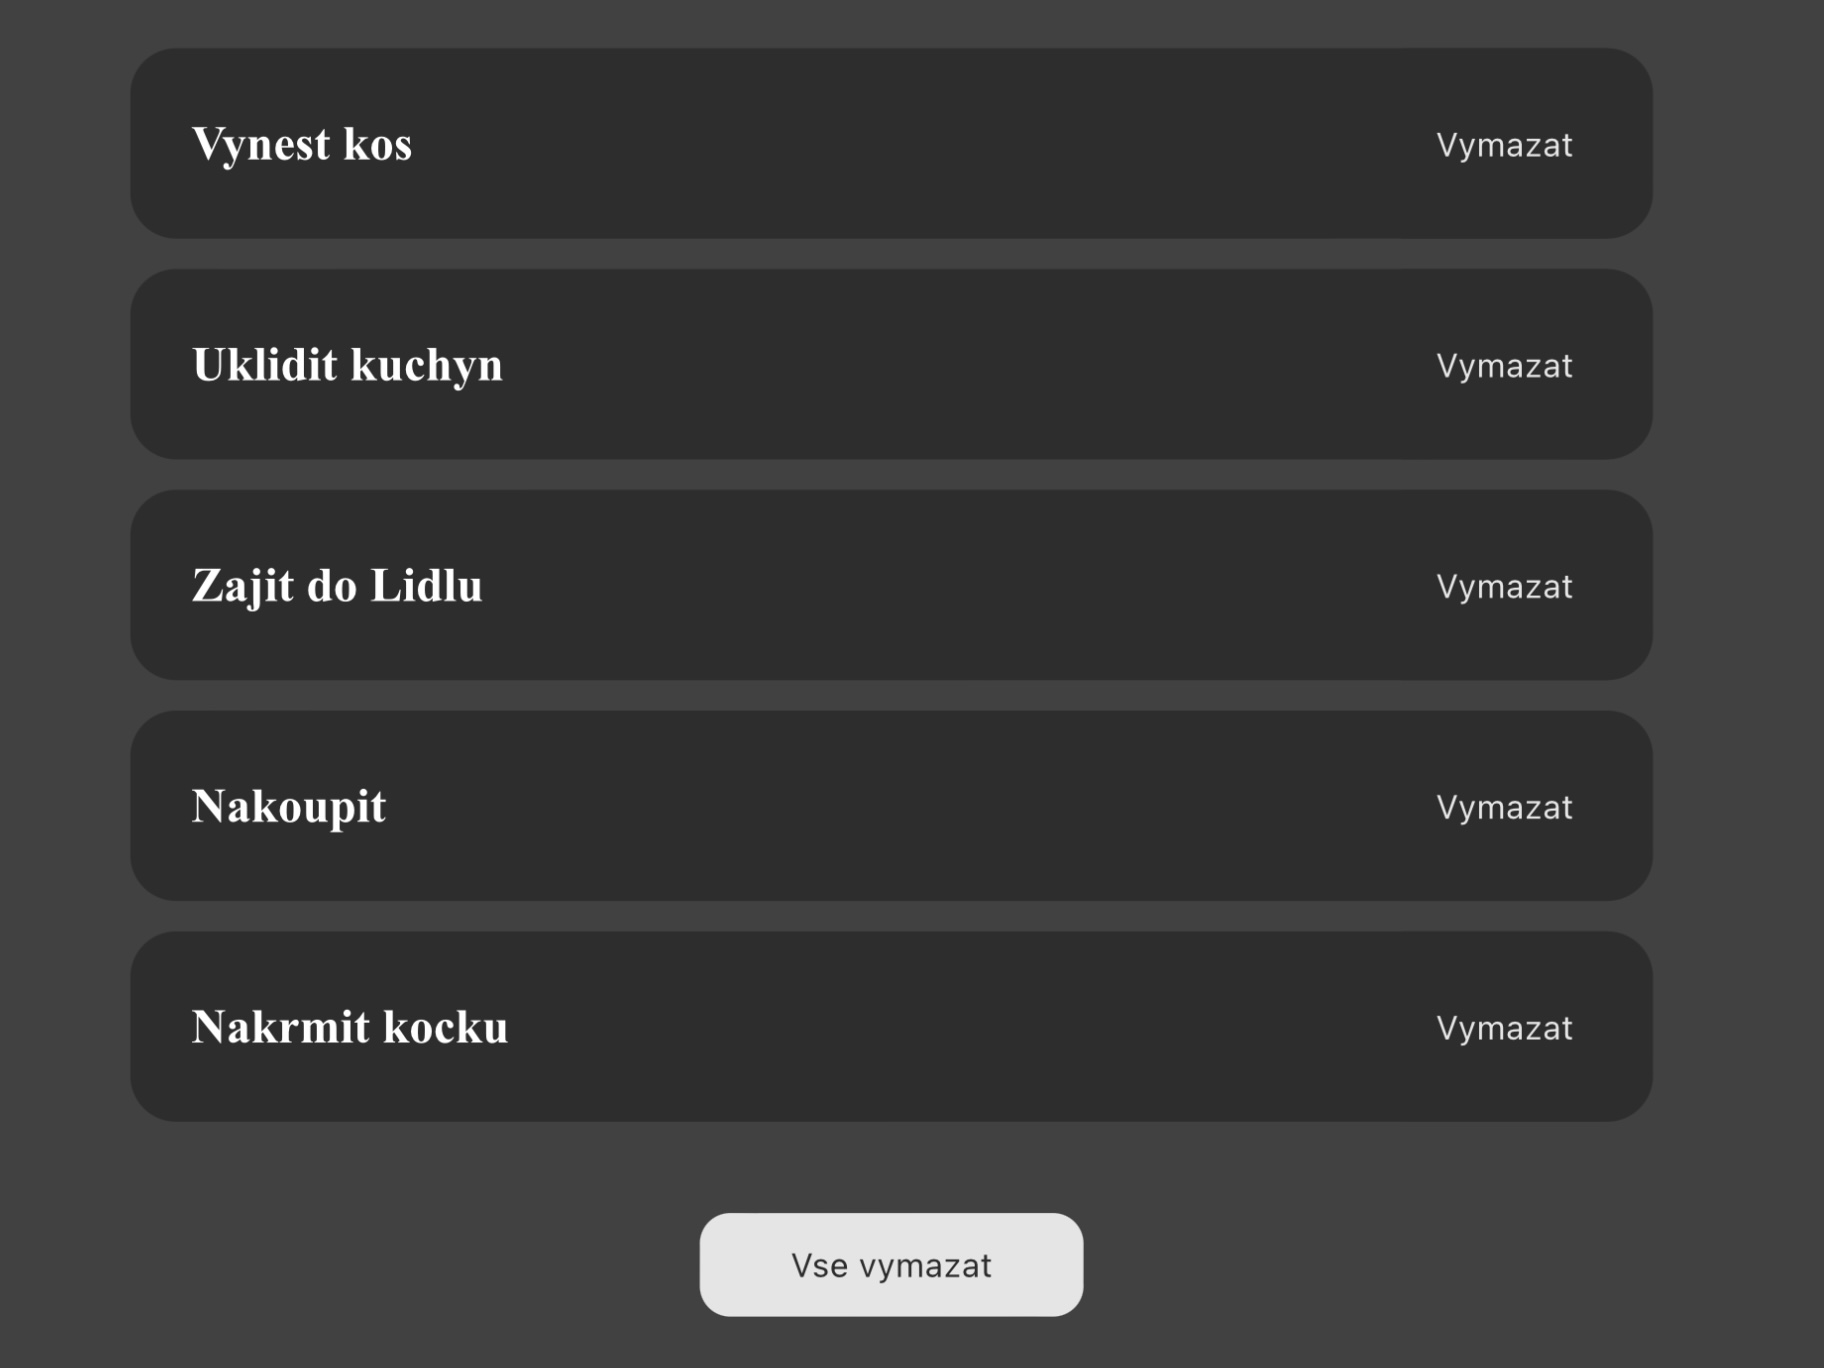 Vynest kos
Vymazat
Uklidit kuchyn
Vymazat
Zajit do Lidlu
Vymazat
Nakoupit
Vymazat
Nakrmit kocku
Vymazat
Vse vymazat